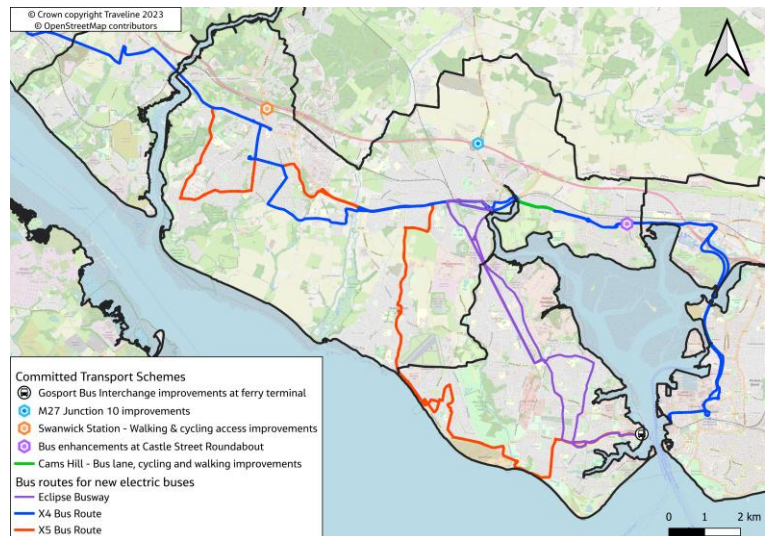 © Crown copyright Traveline 2023
© OpenStreetMap contributors
Committed Transport Schemes
Gosport Bus Interchange improvements at ferry terminal
M27 Junction 10 improvements
Swanwick Station - Walking & cycling access improvements
Bus enhancements at Castle Street Roundabout
Cams Hill - Bus lane, cycling and walking improvements
Bus routes for new electric buses
Eclipse Busway
X4 Bus Route
X5 Bus Route
0 1 2 km